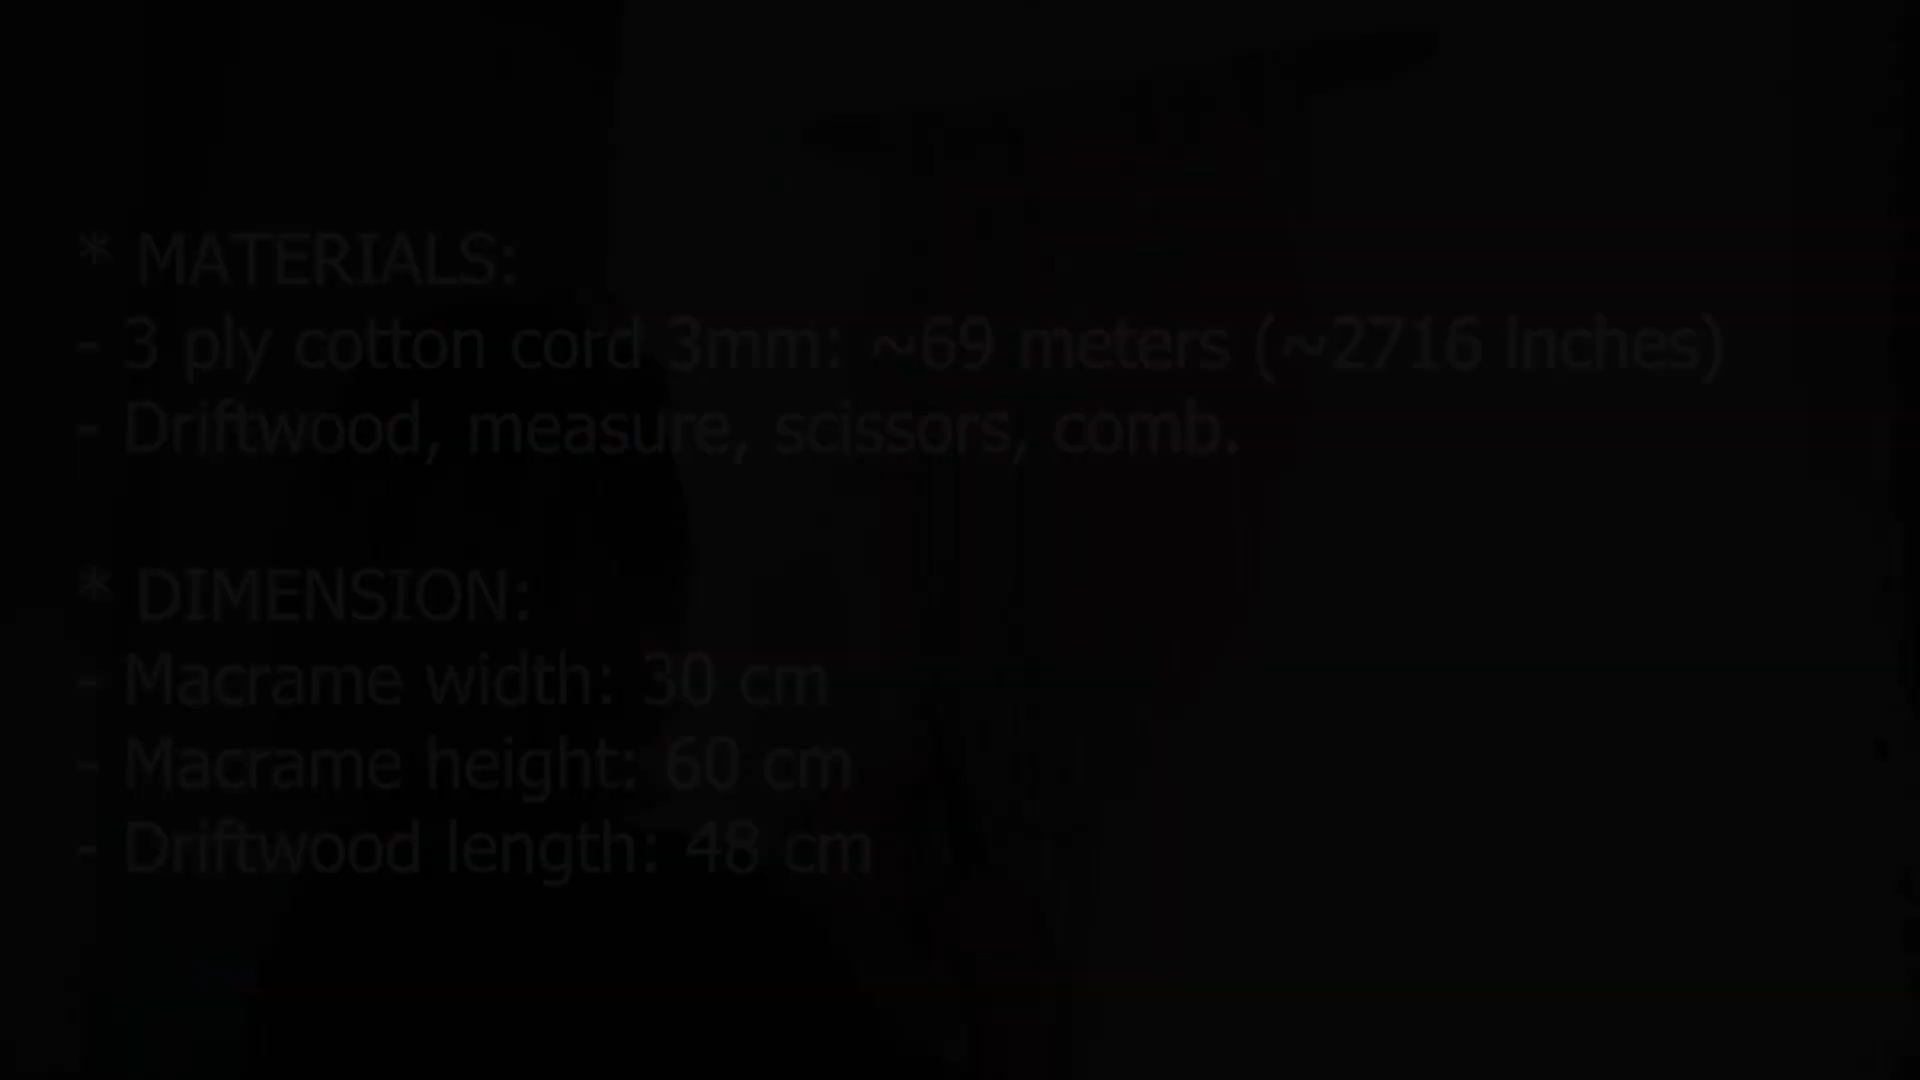 * MATERIALS:
- 3 ply cotton cord 3mm: ~69 meters (~2716 inches)
- Driftwood, measure, scissors, comb.
* DIMENSION:
- Macrame width: 30 cm
- Macrame height: 60 cm
- Driftwood length: 48 cm